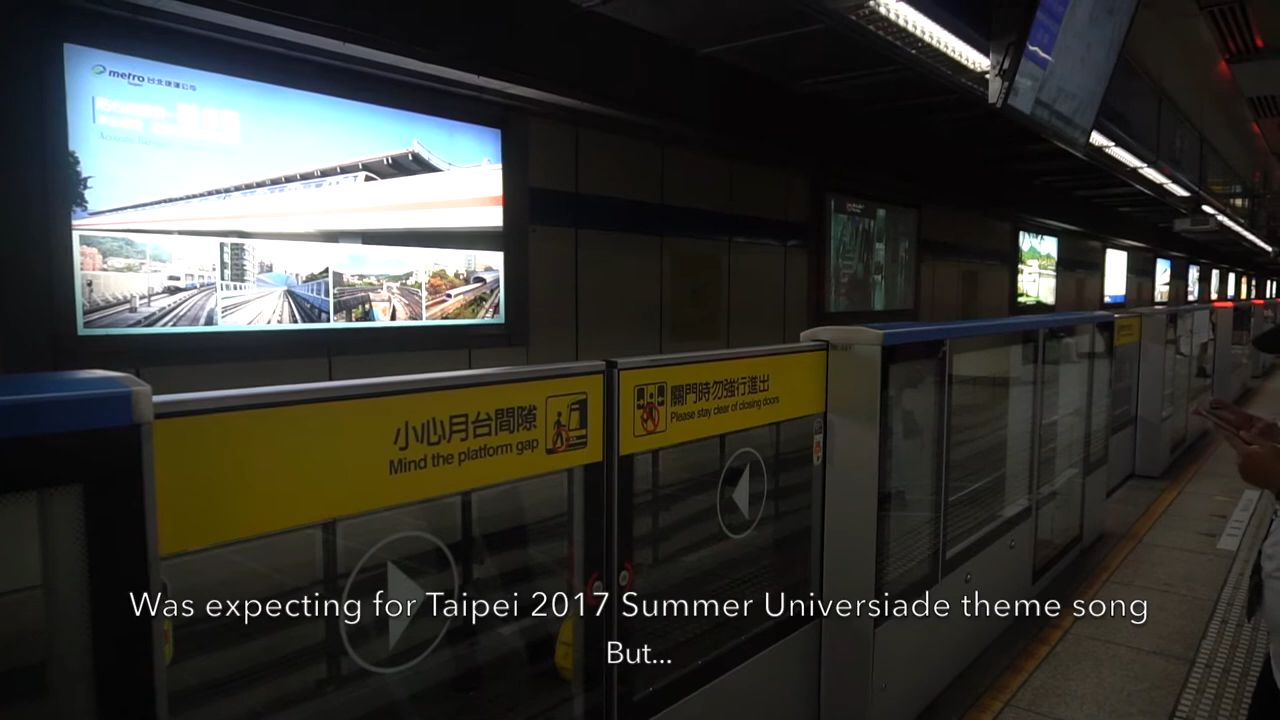 metro 台北捷運公司
小心月台間隙
Mind the platform gap
關門時勿強行進出
Please stay clear of closing doors
Was expecting for Taipei 2017 Summer Universiade theme song
But...